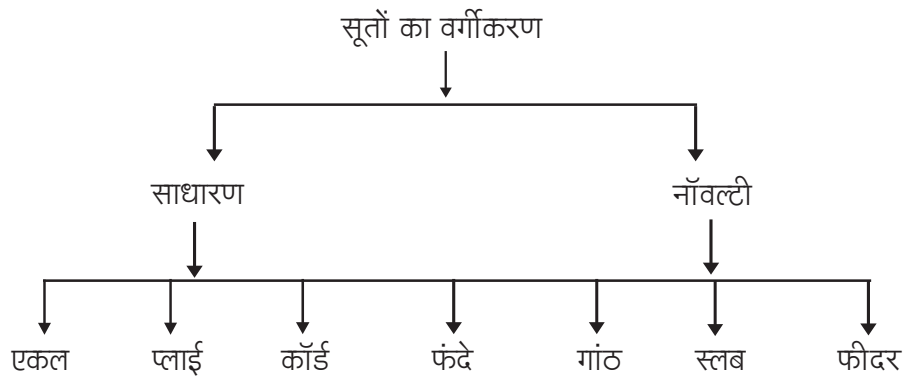 सूतों का वर्गीकरण
साधारण नॉवल्टी
एकल प्लाई कॉर्ड फंदे गांठ स्लब फीदर